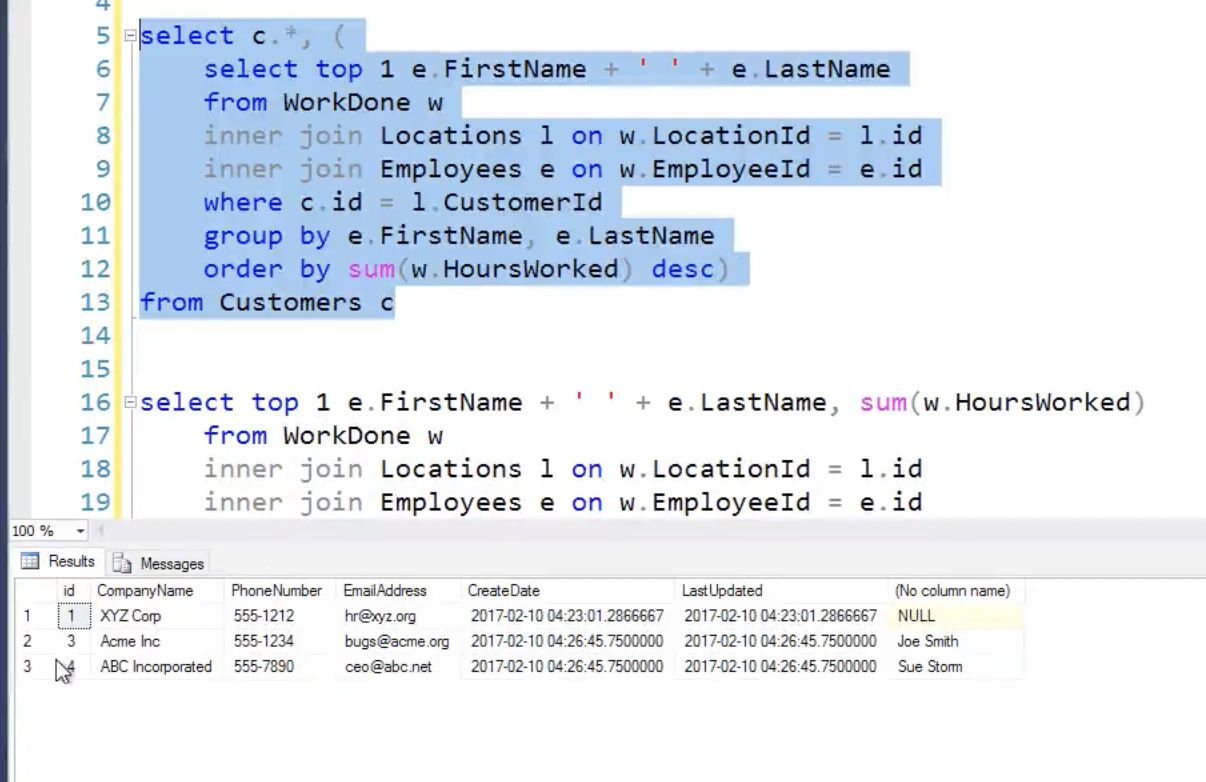 4
5 select c.*, (
6 select top 1 e.FirstName + ' ' + e.LastName
7 from WorkDone w
8 inner join Locations l on w.LocationId = l.id
9 inner join Employees e on w.EmployeeId = e.id
10 where c.id = l.CustomerId
11 group by e.FirstName, e.LastName
12 order by sum(w.HoursWorked) desc)
13 from Customers c
14
15
16 select top 1 e.FirstName + ' ' + e.LastName, sum(w.HoursWorked)
17 from WorkDone w
18 inner join Locations l on w.LocationId = l.id
19 inner join Employees e on w.EmployeeId = e.id
100 %
Results Messages
id CompanyName PhoneNumber EmailAddress CreateDate LastUpdated (No column name)
1 1 XYZ Corp 555-1212 hr@xyz.org 2017-02-10 04:23:01.2866667 2017-02-10 04:23:01.2866667 NULL
2 3 Acme Inc 555-1234 bugs@acme.org 2017-02-10 04:26:45.7500000 2017-02-10 04:26:45.7500000 Joe Smith
3 4 ABC Incorporated 555-7890 ceo@abc.net 2017-02-10 04:26:45.7500000 2017-02-10 04:26:45.7500000 Sue Storm